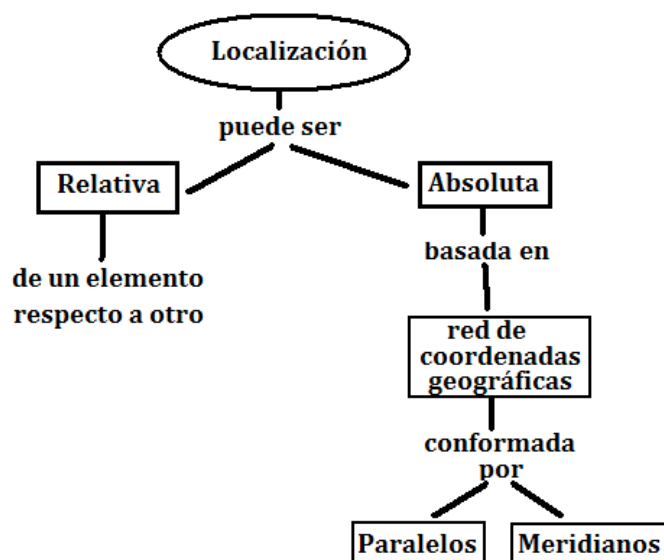 Localización
puede ser
Relativa
Absoluta
de un elemento
respecto a otro
basada en
red de
coordenadas
geográficas
conformada
por
Paralelos
Meridianos